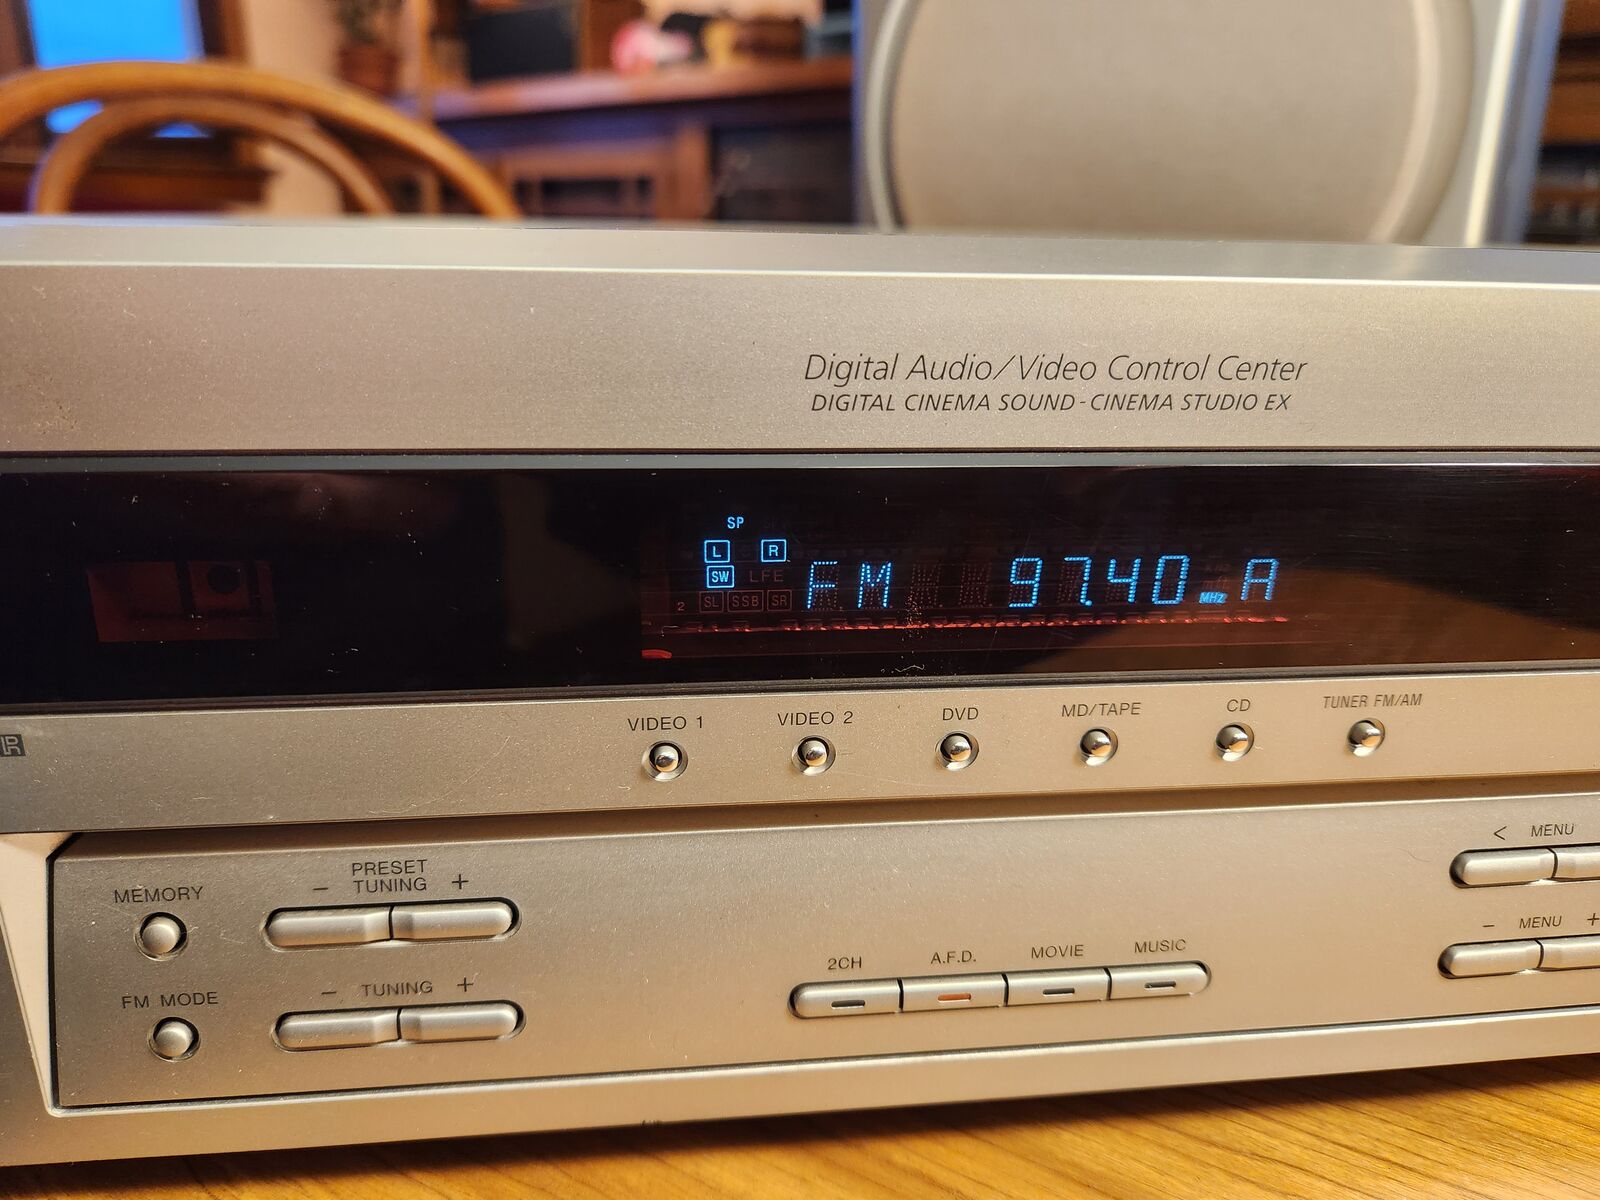 Digital Audio/Video Control Center
DIGITAL CINEMA SOUND - CINEMA STUDIO EX
SP
L R
SW LFE
2 SL SSB SR
FM 97.40 MHz A
VIDEO 1 VIDEO 2 DVD MD/TAPE CD TUNER FM/AM
MEMORY
PRESET
- TUNING +
FM MODE
- TUNING +
2CH A.F.D. MOVIE MUSIC
< MENU
- MENU +